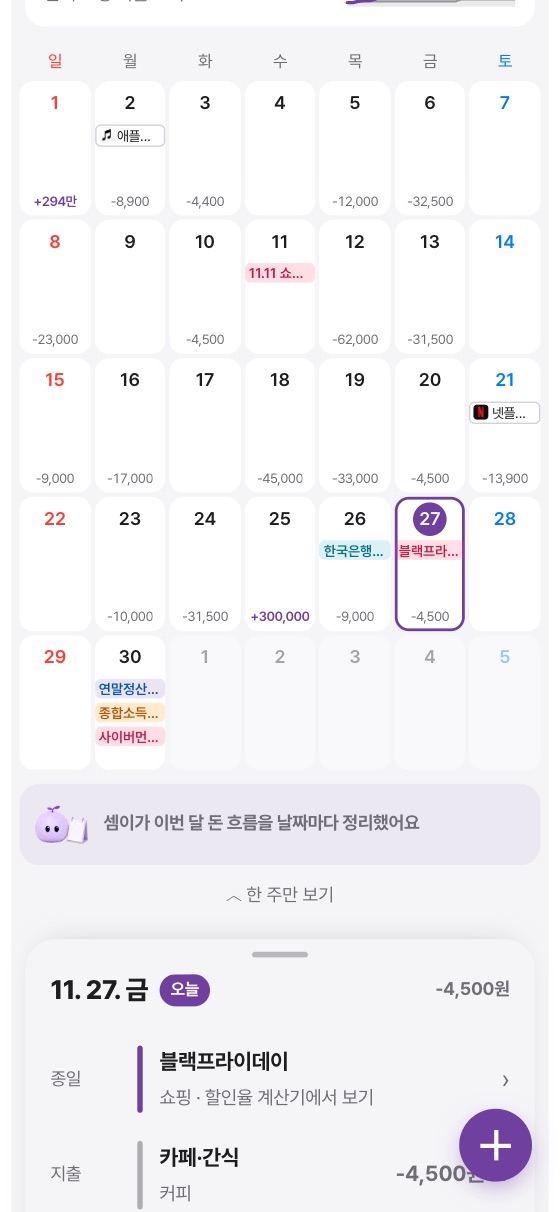 일 월 화 수 목 금 토
1 2 3 4 5 6 7
애플...
+294만 -8,900 -4,400 -12,000 -32,500
8 9 10 11 12 13 14
11.11 쇼...
-23,000 -4,500 -62,000 -31,500
15 16 17 18 19 20 21
넷플...
-9,000 -17,000 -45,000 -33,000 -4,500 -13,900
22 23 24 25 26 27 28
한국은행... 블랙프라...
-10,000 -31,500 +300,000 -9,000 -4,500
29 30 1 2 3 4 5
연말정산...
종합소득...
사이버먼...
셈이가 이번 달 돈 흐름을 날짜마다 정리했어요
한 주만 보기
11. 27. 금 오늘 -4,500원
블랙프라이데이
종일
쇼핑 · 할인율 계산기에서 보기
카페·간식
지출 -4,500원
커피